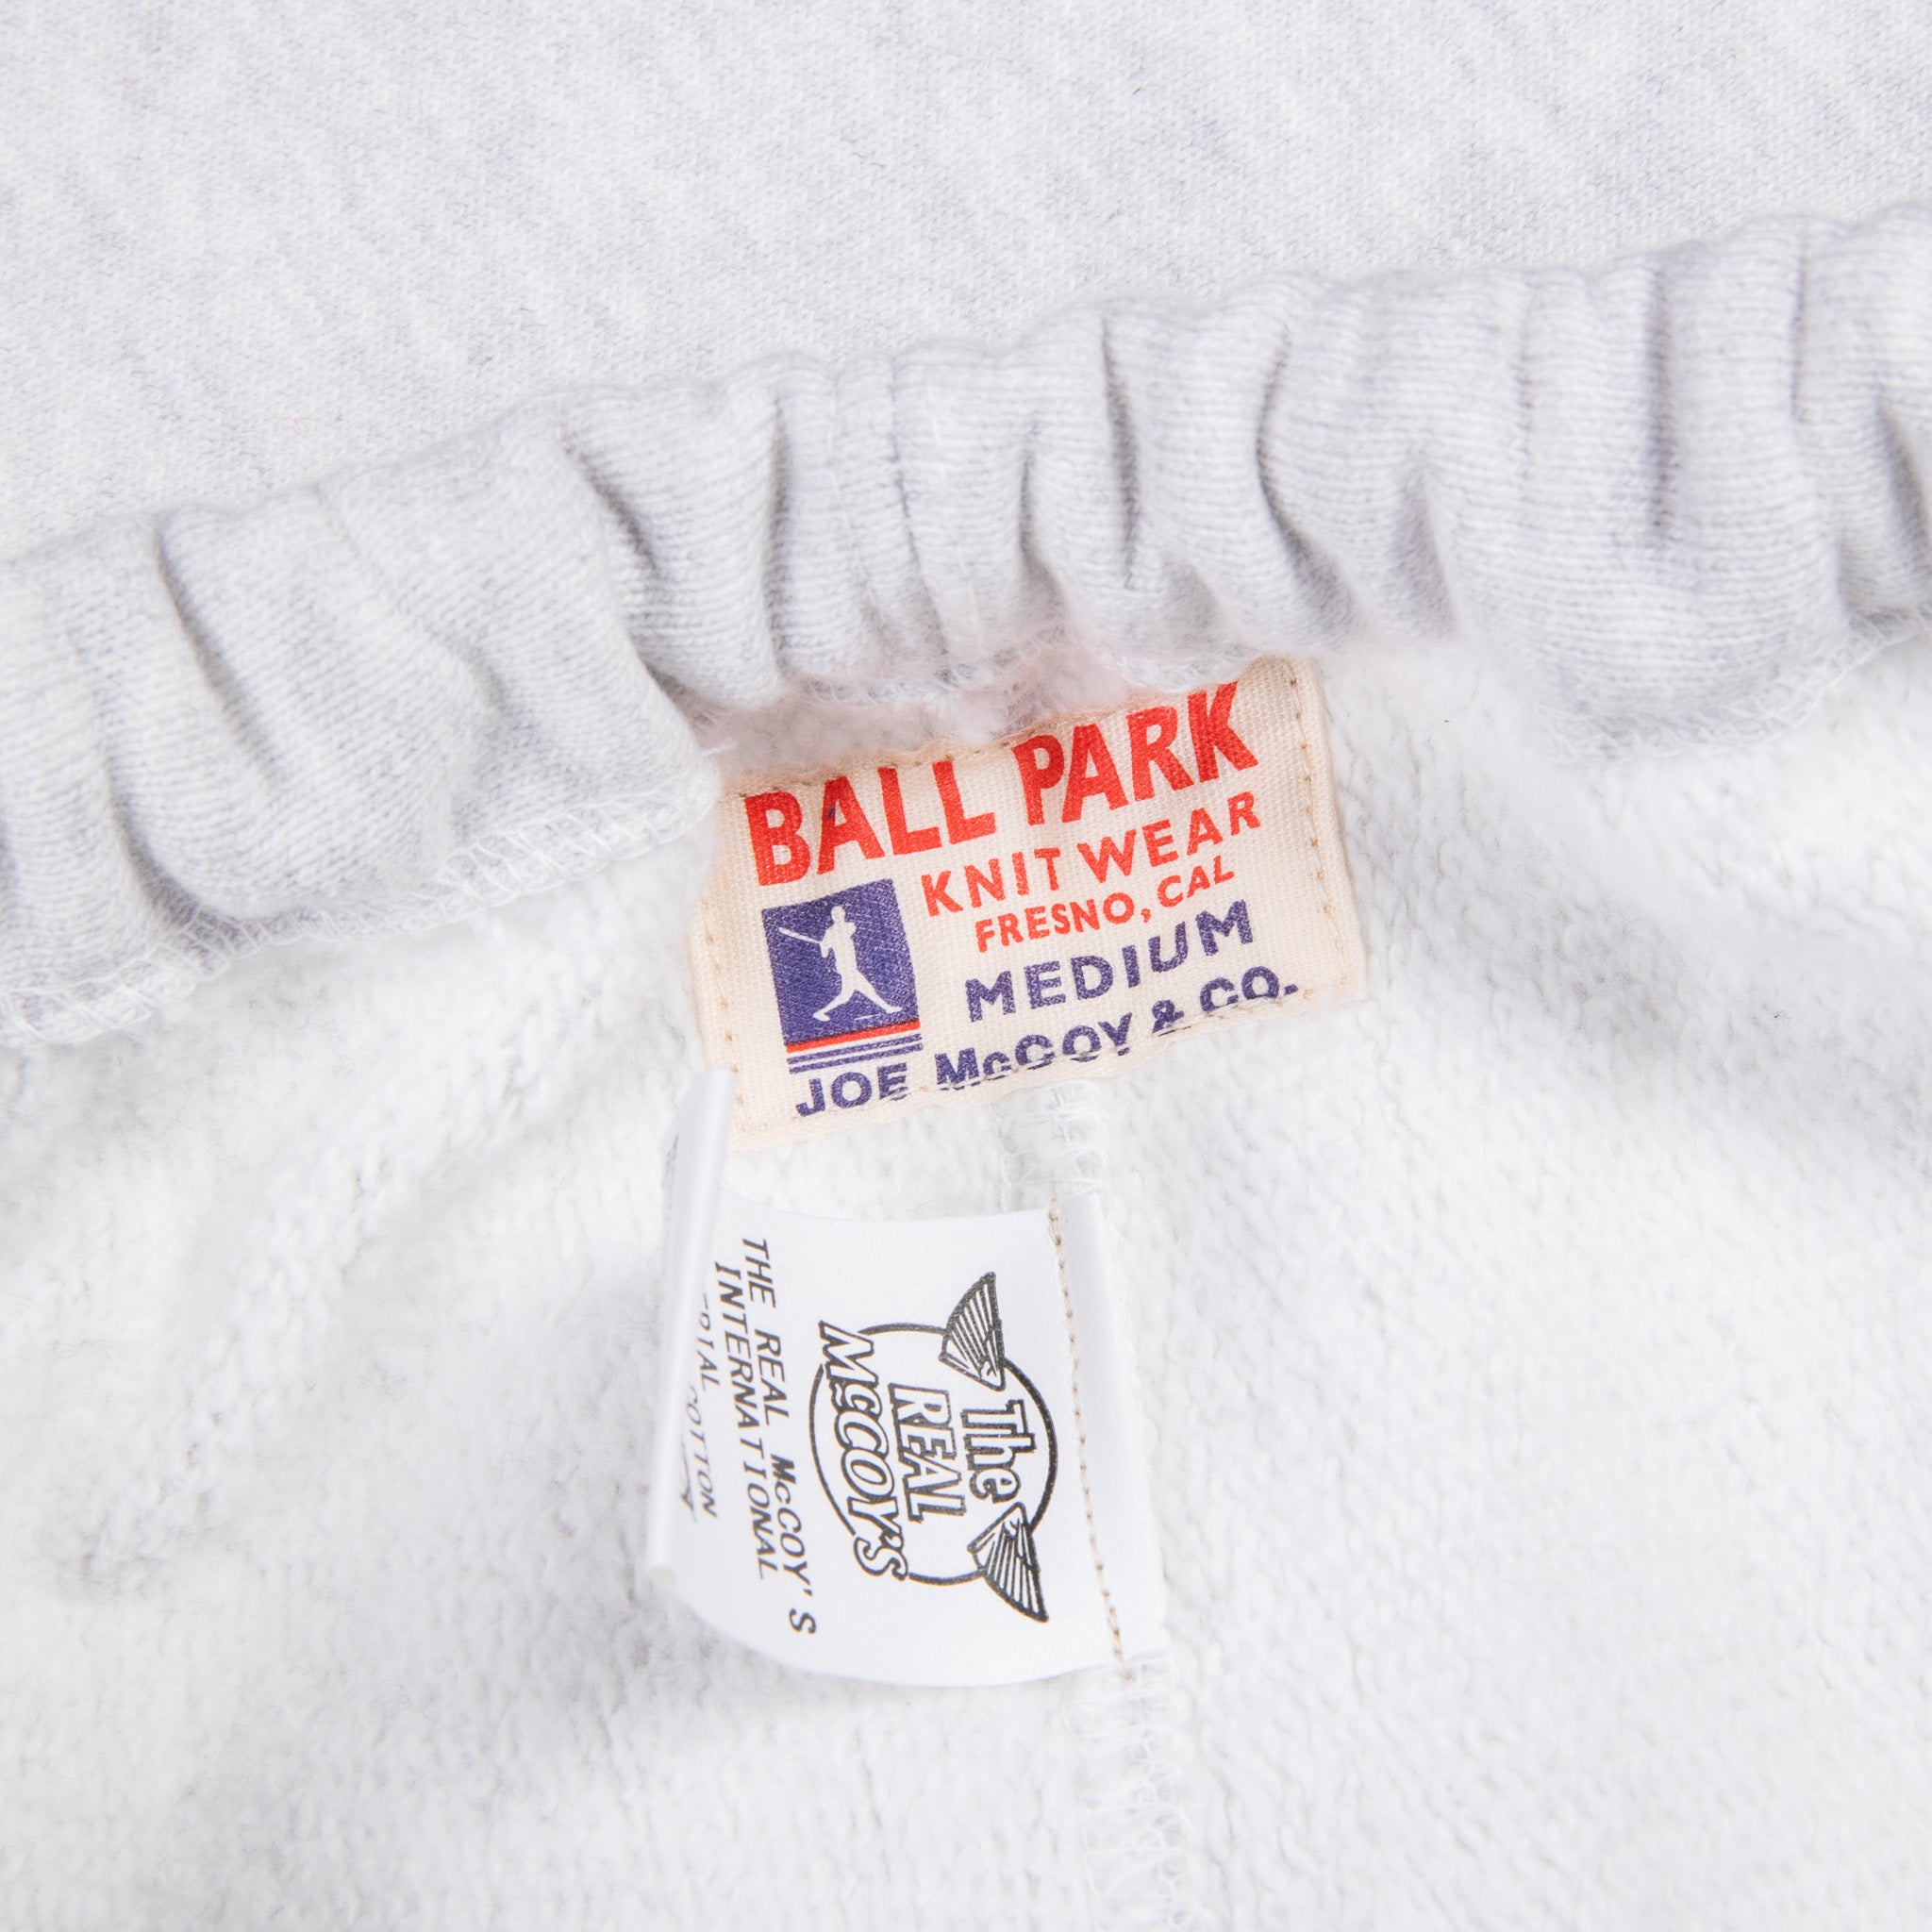 BALL PARK
KNIT WEAR
FRESNO, CAL
MEDIUM
JOE McCOY & CO.
The
REAL
McCOY'S
THE REAL McCOY'S
INTERNATIONAL
COTTON